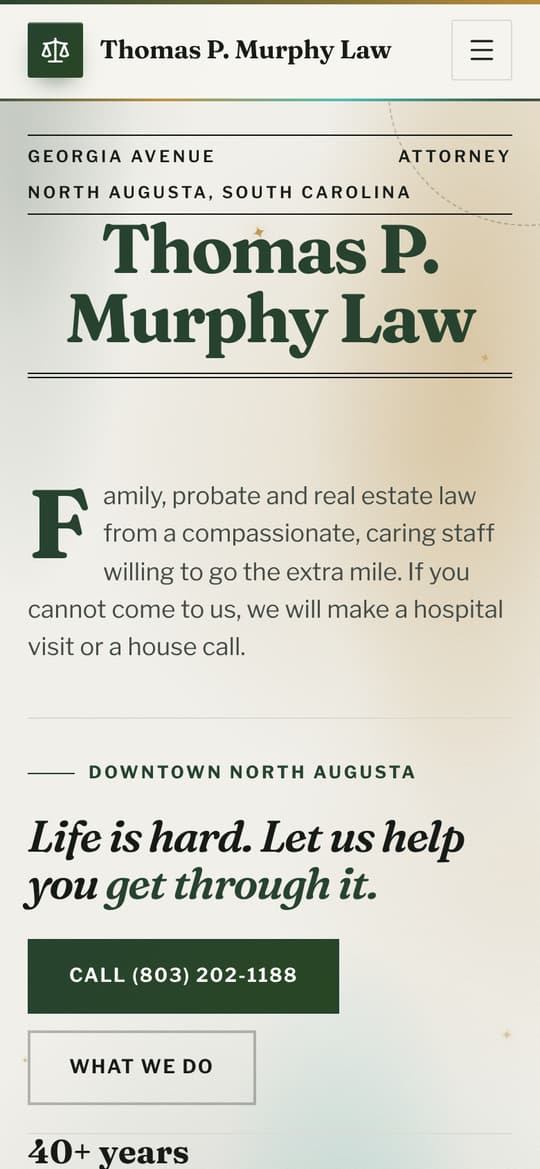 Thomas P. Murphy Law
GEORGIA AVENUE ATTORNEY
NORTH AUGUSTA, SOUTH CAROLINA
Thomas P.
Murphy Law
Family, probate and real estate law
from a compassionate, caring staff
willing to go the extra mile. If you
cannot come to us, we will make a hospital
visit or a house call.
DOWNTOWN NORTH AUGUSTA
Life is hard. Let us help
you get through it.
CALL (803) 202-1188
WHAT WE DO
40+ years